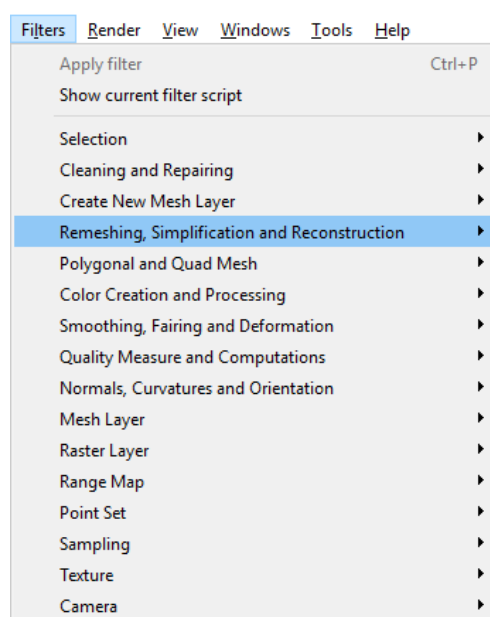 Filters Render View Windows Tools Help
Apply filter Ctrl+P
Show current filter script
Selection
Cleaning and Repairing
Create New Mesh Layer
Remeshing, Simplification and Reconstruction
Polygonal and Quad Mesh
Color Creation and Processing
Smoothing, Fairing and Deformation
Quality Measure and Computations
Normals, Curvatures and Orientation
Mesh Layer
Raster Layer
Range Map
Point Set
Sampling
Texture
Camera